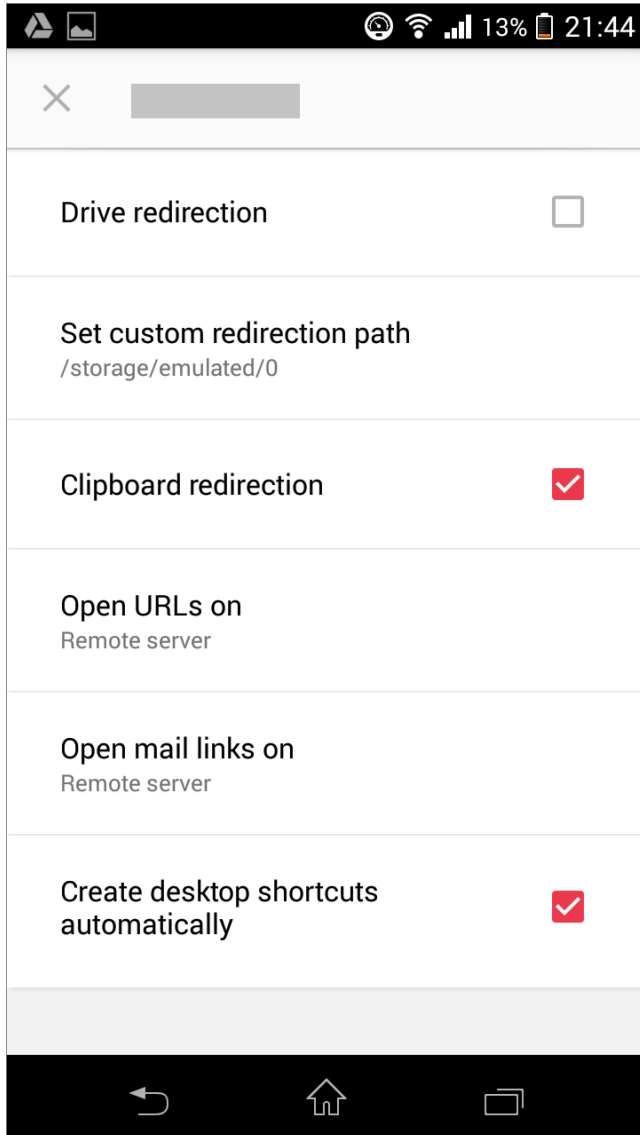 13% 21:44
Drive redirection
Set custom redirection path
/storage/emulated/0
Clipboard redirection
Open URLs on
Remote server
Open mail links on
Remote server
Create desktop shortcuts
automatically